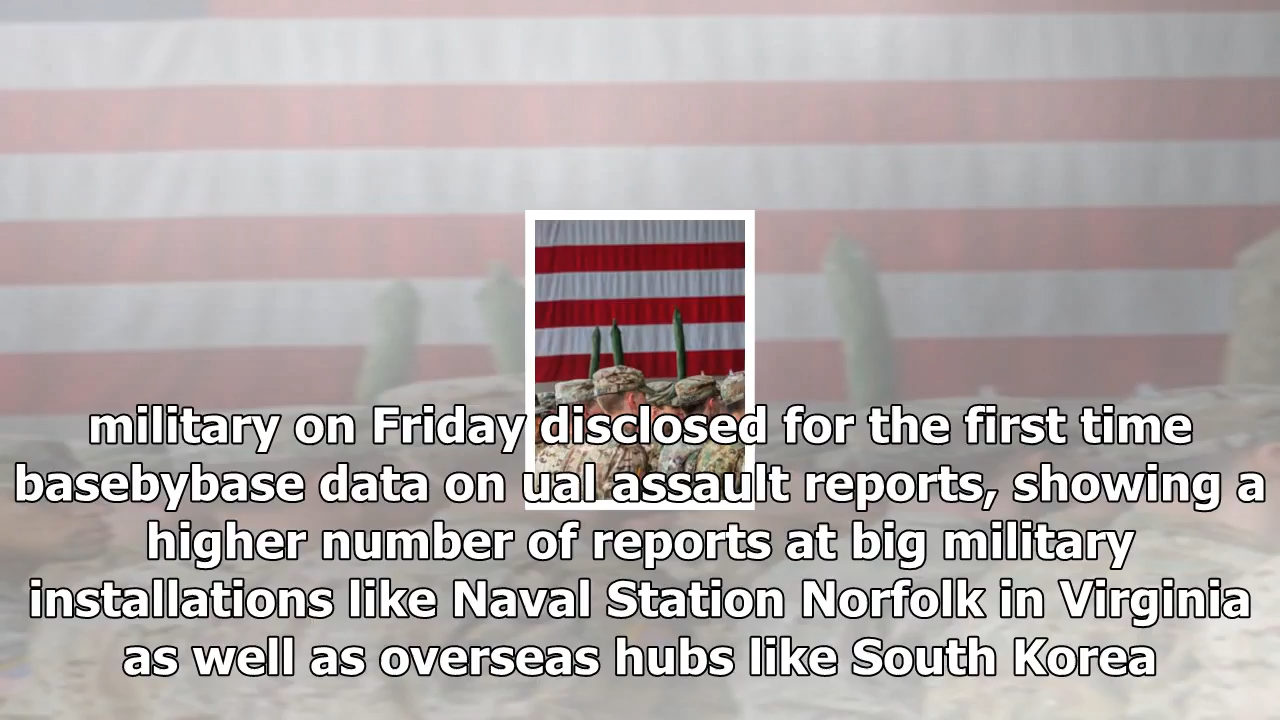 military on Friday disclosed for the first time
basebybase data on ual assault reports, showing a
higher number of reports at big military
installations like Naval Station Norfolk in Virginia
as well as overseas hubs like South Korea